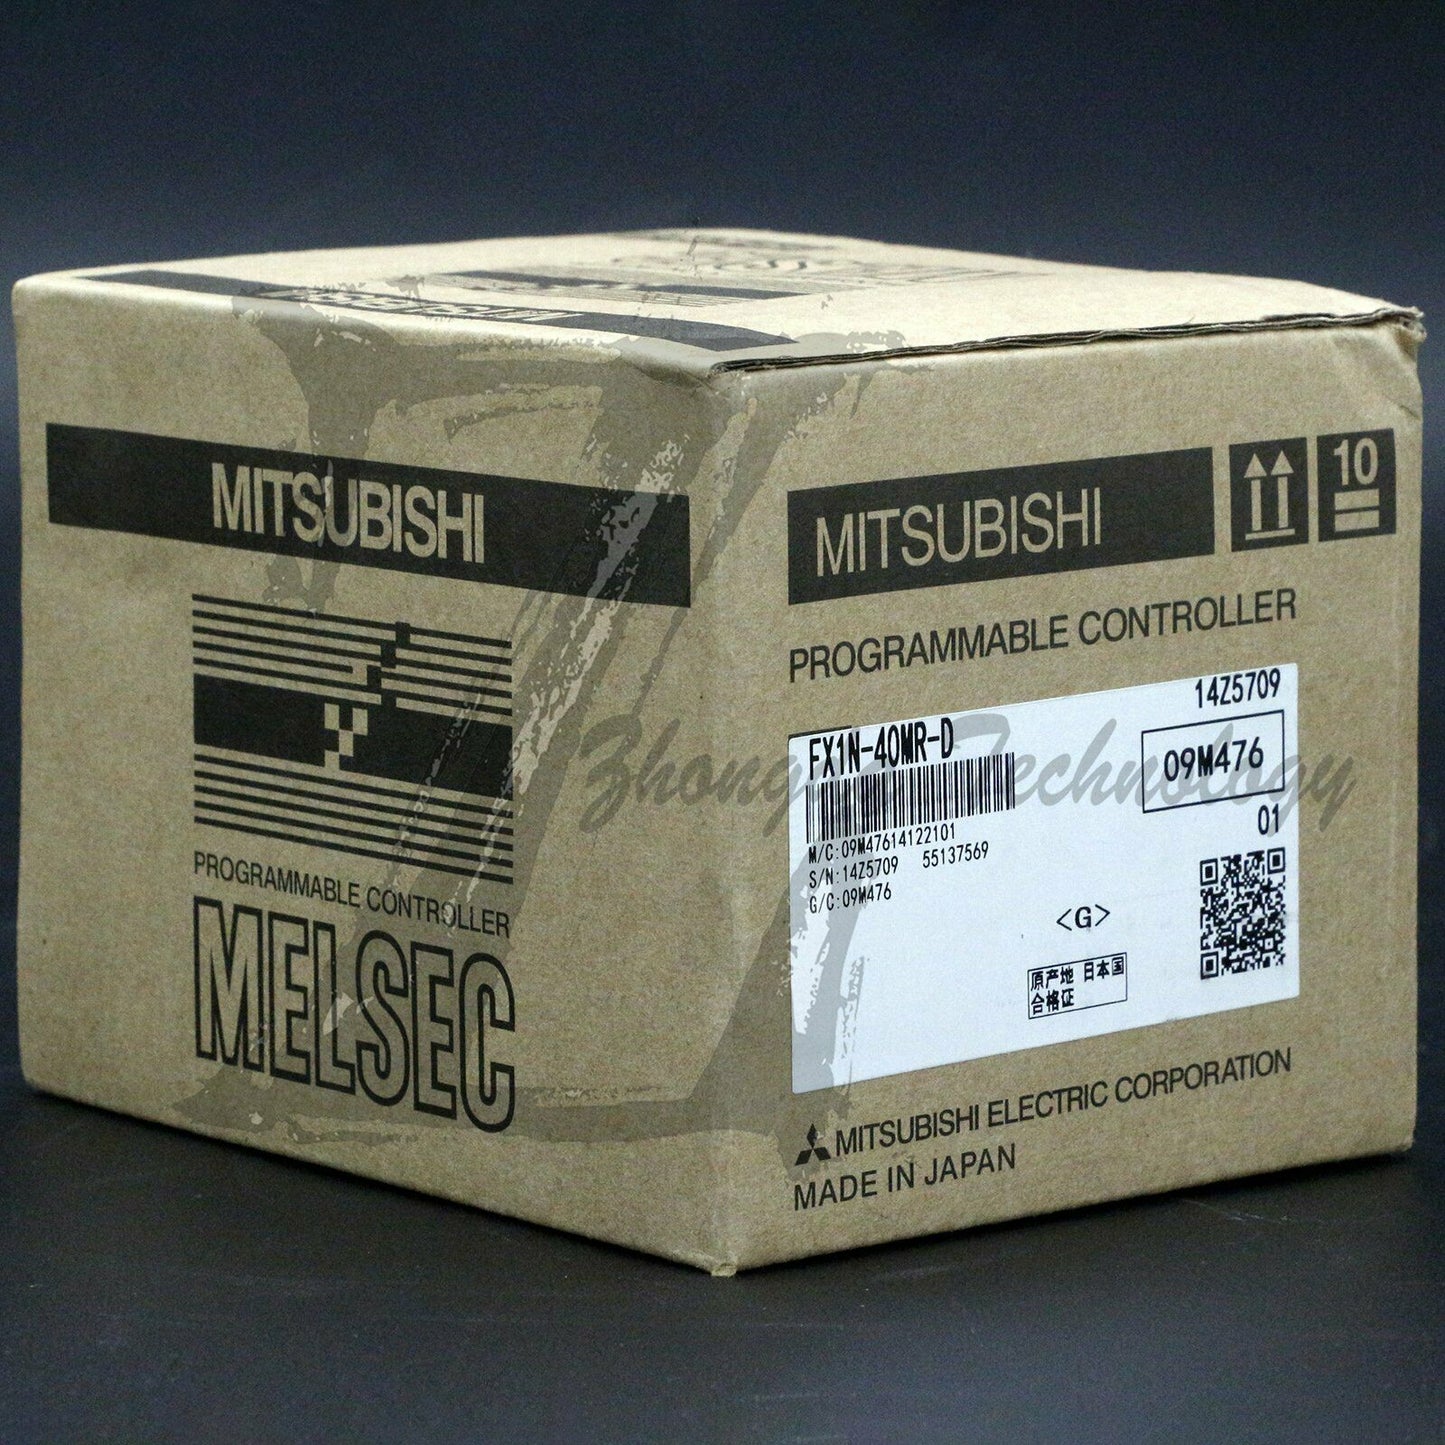 MITSUBISHI
PROGRAMMABLE CONTROLLER
MELSEC
MITSUBISHI
10
PROGRAMMABLE CONTROLLER
14Z5709
FX1N-40MR-D
09M476
01
M/C:09M47614122101
S/N:14Z5709 55137569
G/C:09M476
<G>
原产地 日本国
合格证
MITSUBISHI ELECTRIC CORPORATION
MADE IN JAPAN
Technology